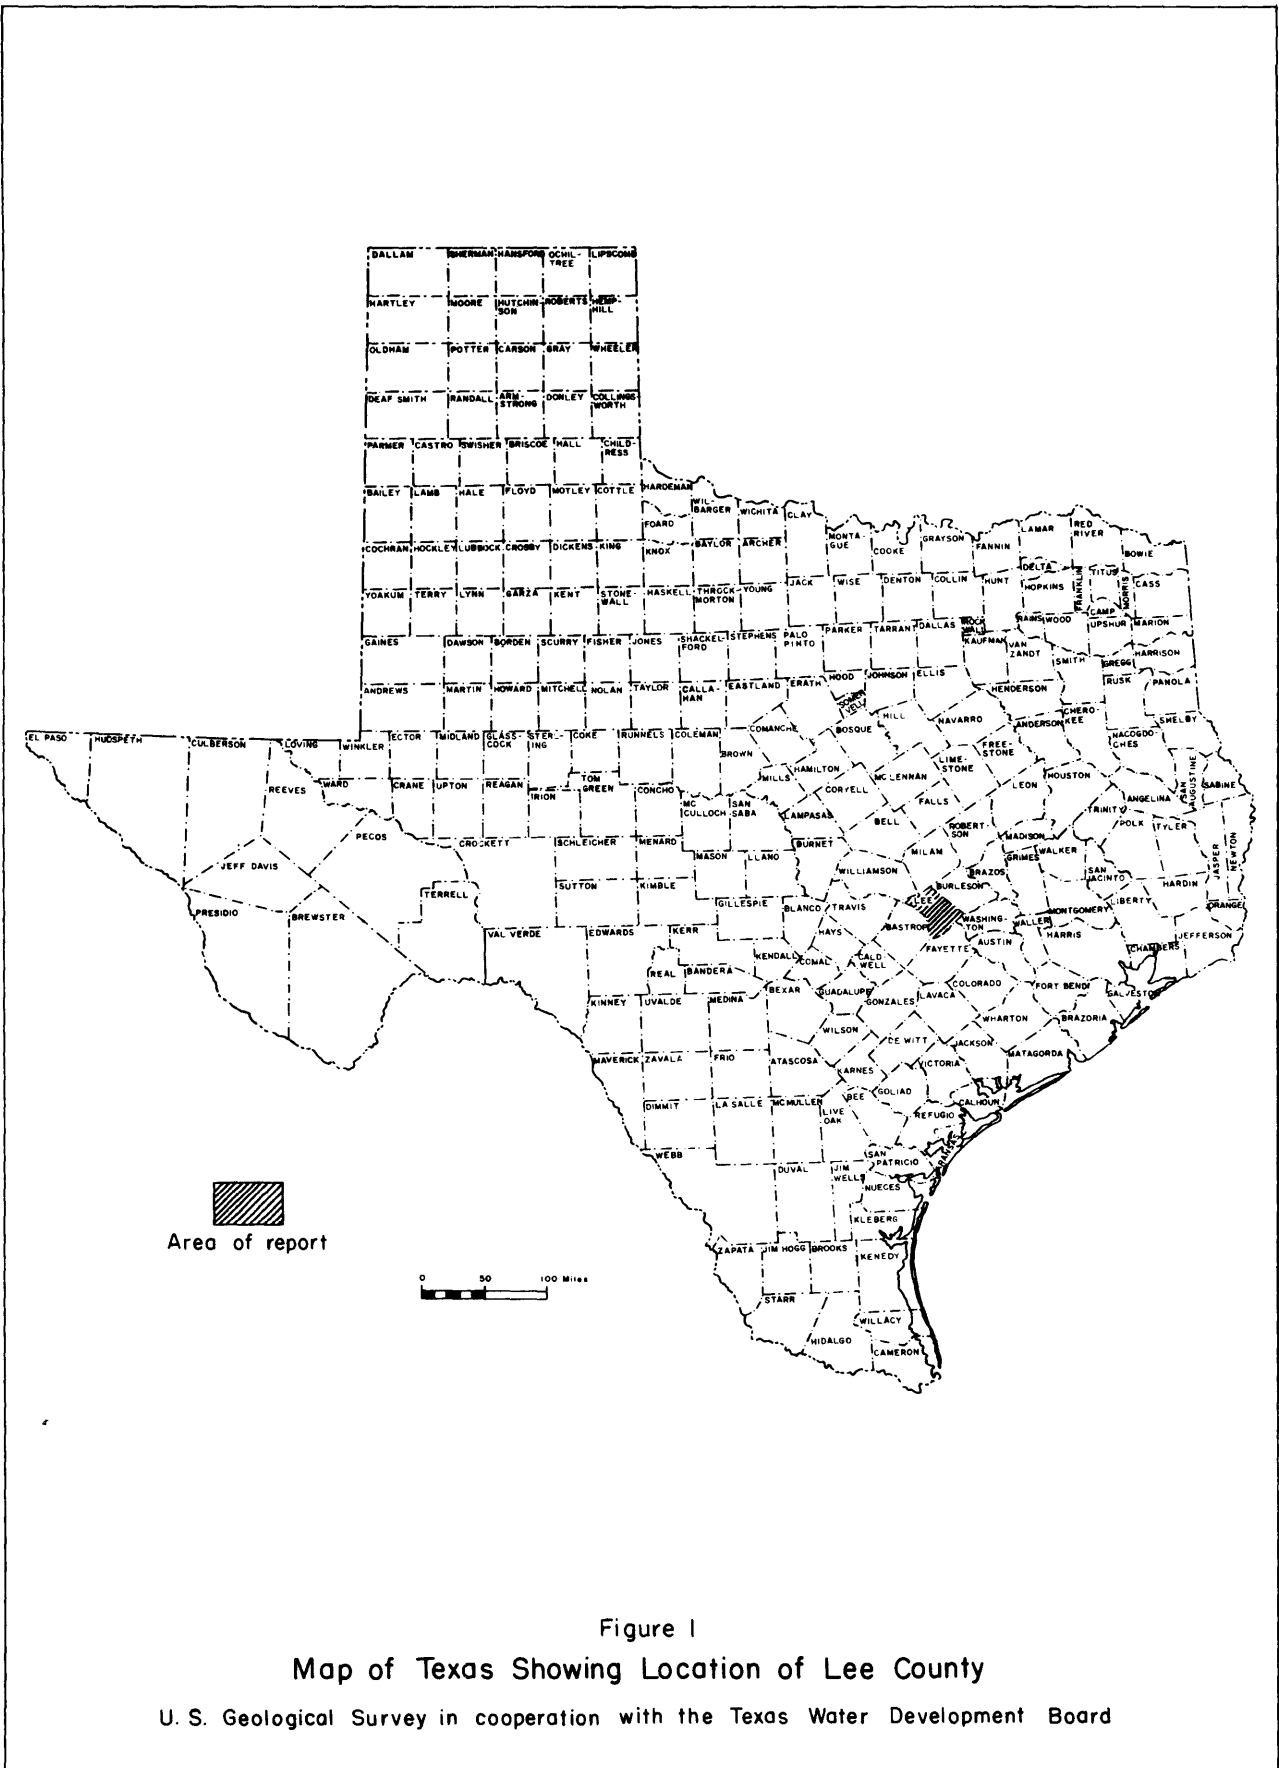 DALLAM
SHERMAN
HANSFORD
OCHIL-
TREE
LIPSCOMB
HARTLEY
MOORE
HUTCHIN
SON
ROBERTS
HEMP-
HILL
OLDHAM
POTTER
CARSON
GRAY
WHEELER
DEAF SMITH
RANDALL
ARM-
STRONG
DONLEY
COLLINGS
WORTH
PARMER
CASTRO
SWISHER
BRISCOE
HALL
CHILD-
RESS
BAILEY
LAMB
HALE
FLOYD
MOTLEY
COTTLE
HARDEMAN
FOARD
WIL-
BARGER
WICHITA
CLAY
MONTA-
GUE
COOKE
GRAYSON
FANNIN
LAMAR
RED
RIVER
BOWIE
COCHRAN
HOCKLEY
LUBBOCK
CROSBY
DICKENS
KING
KNOX
BAYLOR
ARCHER
DELTA
TITUS
FRANKLIN
MORRIS
CASS
YOAKUM
TERRY
LYNN
GARZA
KENT
STONE-
WALL
HASKELL
THROCK
MORTON
YOUNG
JACK
WISE
DENTON
COLLIN
HUNT
HOPKINS
CAMP
UPSHUR
MARION
GAINES
DAWSON
BORDEN
SCURRY
FISHER
JONES
SHACKEL-
FORD
STEPHENS
PALO
PINTO
PARKER
TARRANT
DALLAS
ROCK
WALL
KAUFMAN
RAINS
WOOD
VAN
ZANDT
SMITH
GREGG
HARRISON
RUSK
PANOLA
ANDREWS
MARTIN
HOWARD
MITCHELL
NOLAN
TAYLOR
CALLA-
HAN
EASTLAND
ERATH
HOOD
JOHNSON
ELLIS
SOMER
VELL
HILL
NAVARRO
HENDERSON
ANDERSON
CHERO-
KEE
NACOGDO-
CHES
SHELBY
EL PASO
HUDSPETH
CULBERSON
LOVING
WINKLER
ECTOR
MIDLAND
GLASS-
COCK
STER-
ING
COKE
RUNNELS
COLEMAN
BROWN
COMANCHE
BOSQUE
HAMILTON
MILLS
MC LENNAN
LIME-
STONE
FREE-
STONE
LEON
HOUSTON
SAN
AUGUSTINE
SABINE
REEVES
WARD
CRANE
UPTON
REAGAN
IRION
TOM
GREEN
CONCHO
MC
CULLOCH
SAN
SABA
LAMPASAS
CORYELL
BELL
FALLS
ROBERT-
SON
MADISON
TRINITY
ANGELINA
POLK
TYLER
JASPER
NEWTON
PECOS
CROCKETT
SCHLEICHER
MENARD
MASON
LLANO
BURNET
WILLIAMSON
MILAM
BRAZOS
GRIMES
WALKER
SAN
JACINTO
HARDIN
JEFF DAVIS
TERRELL
SUTTON
KIMBLE
GILLESPIE
BLANCO
TRAVIS
LEE
BURLESON
WASHING-
TON
WALLER
MONTGOMERY
LIBERTY
ORANGE
PRESIDIO
BREWSTER
VAL VERDE
EDWARDS
KERR
KENDALL
HAYS
COMAL
CALD
WELL
BASTROP
FAYETTE
AUSTIN
HARRIS
CHAMBERS
JEFFERSON
REAL
BANDERA
BEXAR
GUADALUPE
GONZALES
LAVACA
COLORADO
FORT BEND
GALVESTON
KINNEY
UVALDE
MEDINA
WILSON
DE WITT
WHARTON
BRAZORIA
MAVERICK
ZAVALA
FRIO
ATASCOSA
KARNES
VICTORIA
JACKSON
MATAGORDA
DIMMIT
LA SALLE
MC MULLEN
LIVE
OAK
BEE
GOLIAD
REFUGIO
CALHOUN
ARANSAS
WEBB
DUVAL
JIM
WELLS
SAN
PATRICIO
NUECES
KLEBERG
ZAPATA
JIM HOGG
BROOKS
KENEDY
STARR
HIDALGO
WILLACY
CAMERON
Area of report
0 50 100 Miles
Figure 1
Map of Texas Showing Location of Lee County
U. S. Geological Survey in cooperation with the Texas Water Development Board